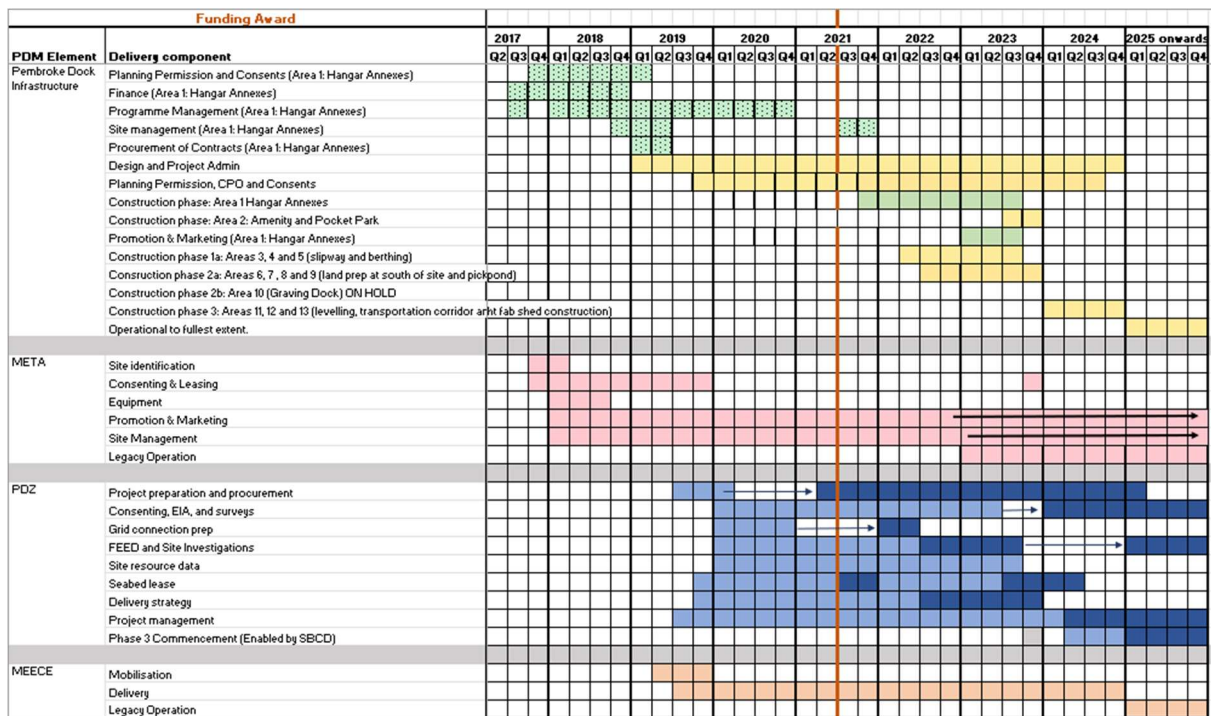 Funding Award
2017 2018 2019 2020 2021 2022 2023 2024 2025 onwards
PDM Element Delivery component Q2 Q3 Q4 Q1 Q2 Q3 Q4 Q1 Q2 Q3 Q4 Q1 Q2 Q3 Q4 Q1 Q2 Q3 Q4 Q1 Q2 Q3 Q4 Q1 Q2 Q3 Q4 Q1 Q2 Q3 Q4 Q1 Q2 Q3 Q4
Pembroke Dock Planning Permission and Consents (Area 1: Hangar Annexes)
Infrastructure
Finance (Area 1: Hangar Annexes)
Programme Management (Area 1: Hangar Annexes)
Site management (Area 1: Hangar Annexes)
Procurement of Contracts (Area 1: Hangar Annexes)
Design and Project Admin
Planning Permission, CPO and Consents
Construction phase: Area 1 Hangar Annexes
Construction phase: Area 2: Amenity and Pocket Park
Promotion & Marketing (Area 1: Hangar Annexes)
Construction phase 1a: Areas 3, 4 and 5 (slipway and berthing)
Construction phase 2a: Areas 6, 7, 8 and 9 (land prep at south of site and pickpond)
Construction phase 2b: Area 10 (Graving Dock) ON HOLD
Construction phase 3: Areas 11, 12 and 13 (levelling, transportation corridor fab shed construction)
Operational to fullest extent.
META Site identification
Consenting & Leasing
Equipment
Promotion & Marketing
Site Management
Legacy Operation
PDZ Project preparation and procurement
Consenting, EIA, and surveys
Grid connection prep
FEED and Site Investigations
Site resource data
Seabed lease
Delivery strategy
Project management
Phase 3 Commencement (Enabled by SBCD)
MEECE Mobilisation
Delivery
Legacy Operation